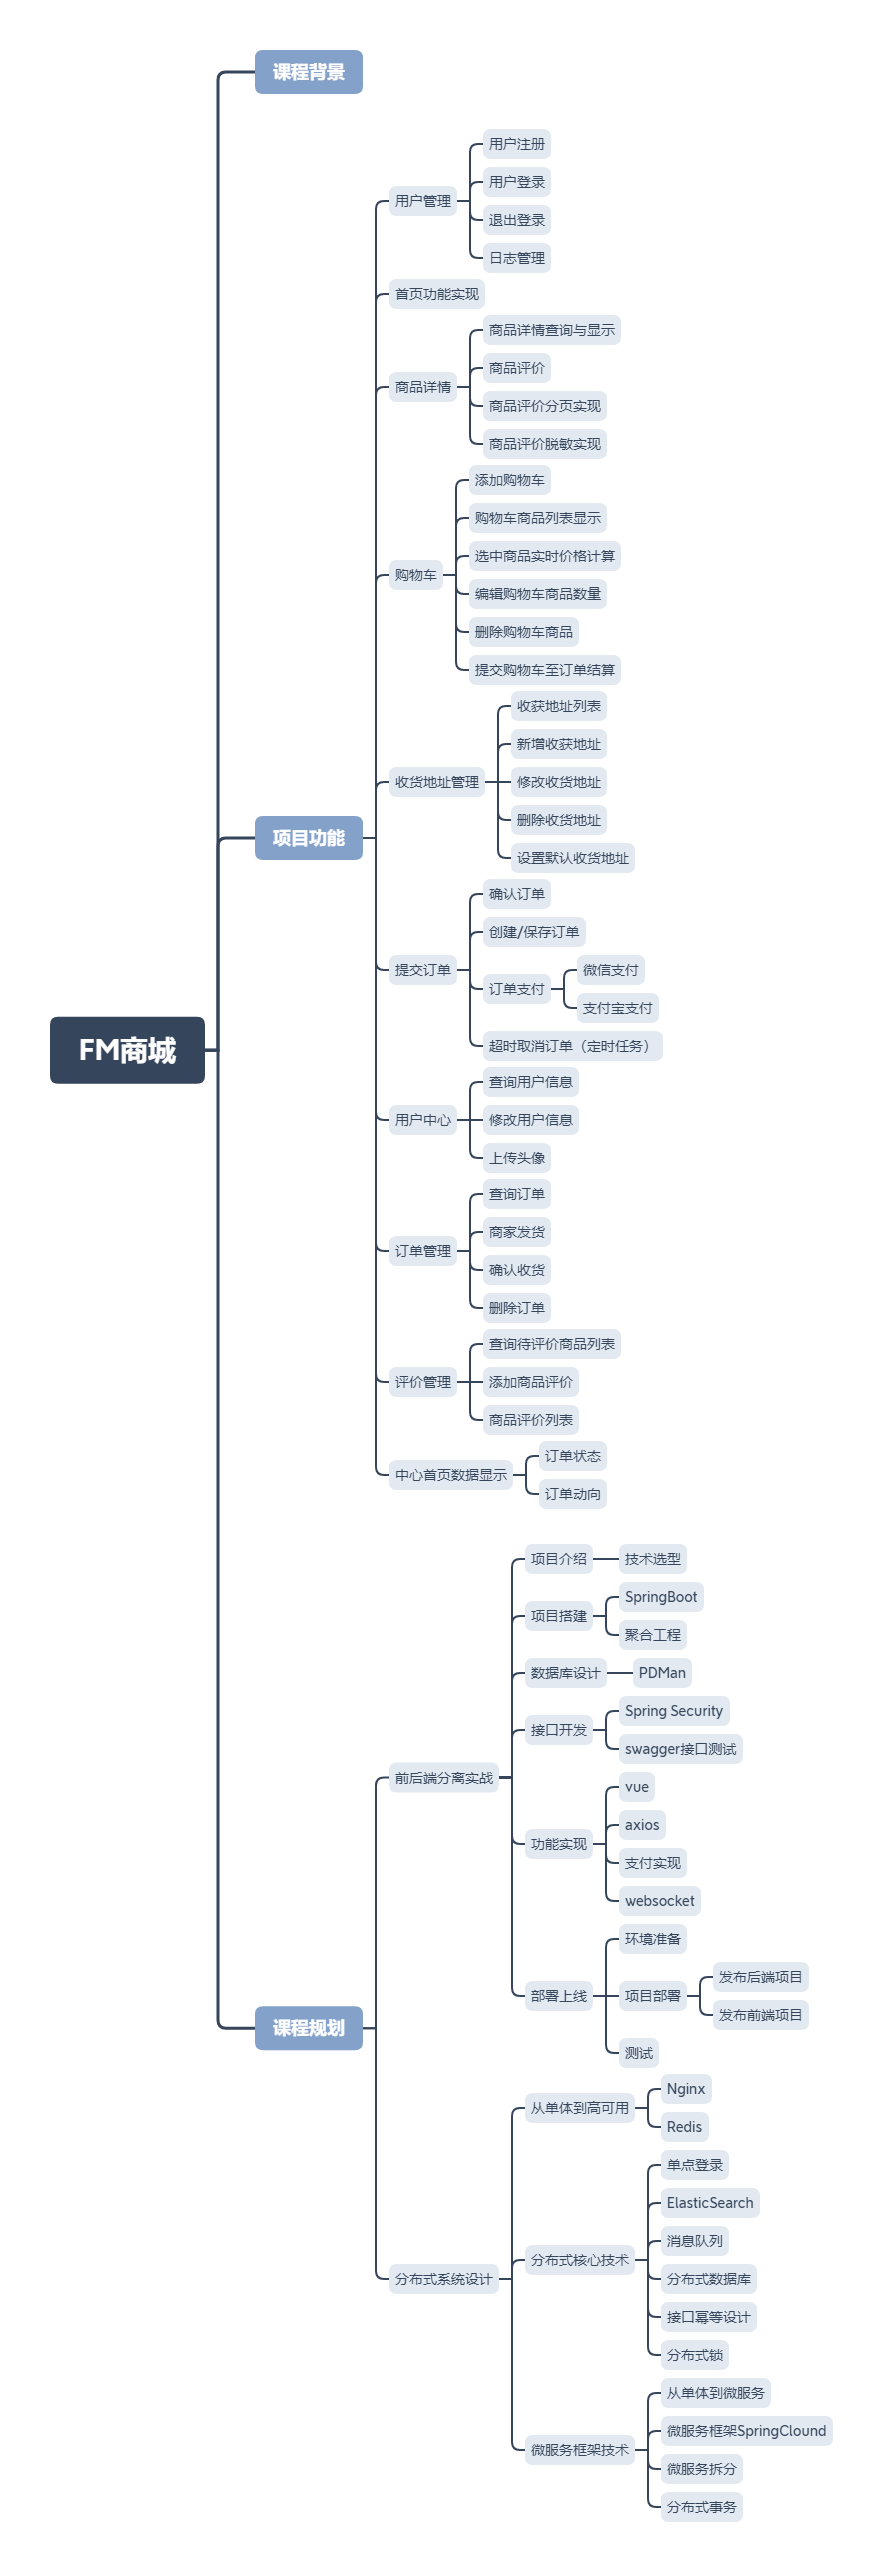 FM商城
课程背景
项目功能
用户管理
用户注册
用户登录
退出登录
日志管理
首页功能实现
商品详情
商品详情查询与显示
商品评价
商品评价分页实现
商品评价脱敏实现
购物车
添加购物车
购物车商品列表显示
选中商品实时价格计算
编辑购物车商品数量
删除购物车商品
提交购物车至订单结算
收货地址管理
收获地址列表
新增收获地址
修改收货地址
删除收货地址
设置默认收货地址
提交订单
确认订单
创建/保存订单
订单支付
微信支付
支付宝支付
超时取消订单（定时任务）
用户中心
查询用户信息
修改用户信息
上传头像
订单管理
查询订单
商家发货
确认收货
删除订单
评价管理
查询待评价商品列表
添加商品评价
商品评价列表
中心首页数据显示
订单状态
订单动向
课程规划
前后端分离实战
项目介绍
技术选型
项目搭建
SpringBoot
聚合工程
数据库设计
PDMan
接口开发
Spring Security
swagger接口测试
功能实现
vue
axios
支付实现
websocket
部署上线
环境准备
项目部署
发布后端项目
发布前端项目
测试
分布式系统设计
从单体到高可用
Nginx
Redis
分布式核心技术
单点登录
ElasticSearch
消息队列
分布式数据库
接口幂等设计
分布式锁
微服务框架技术
从单体到微服务
微服务框架SpringClound
微服务拆分
分布式事务